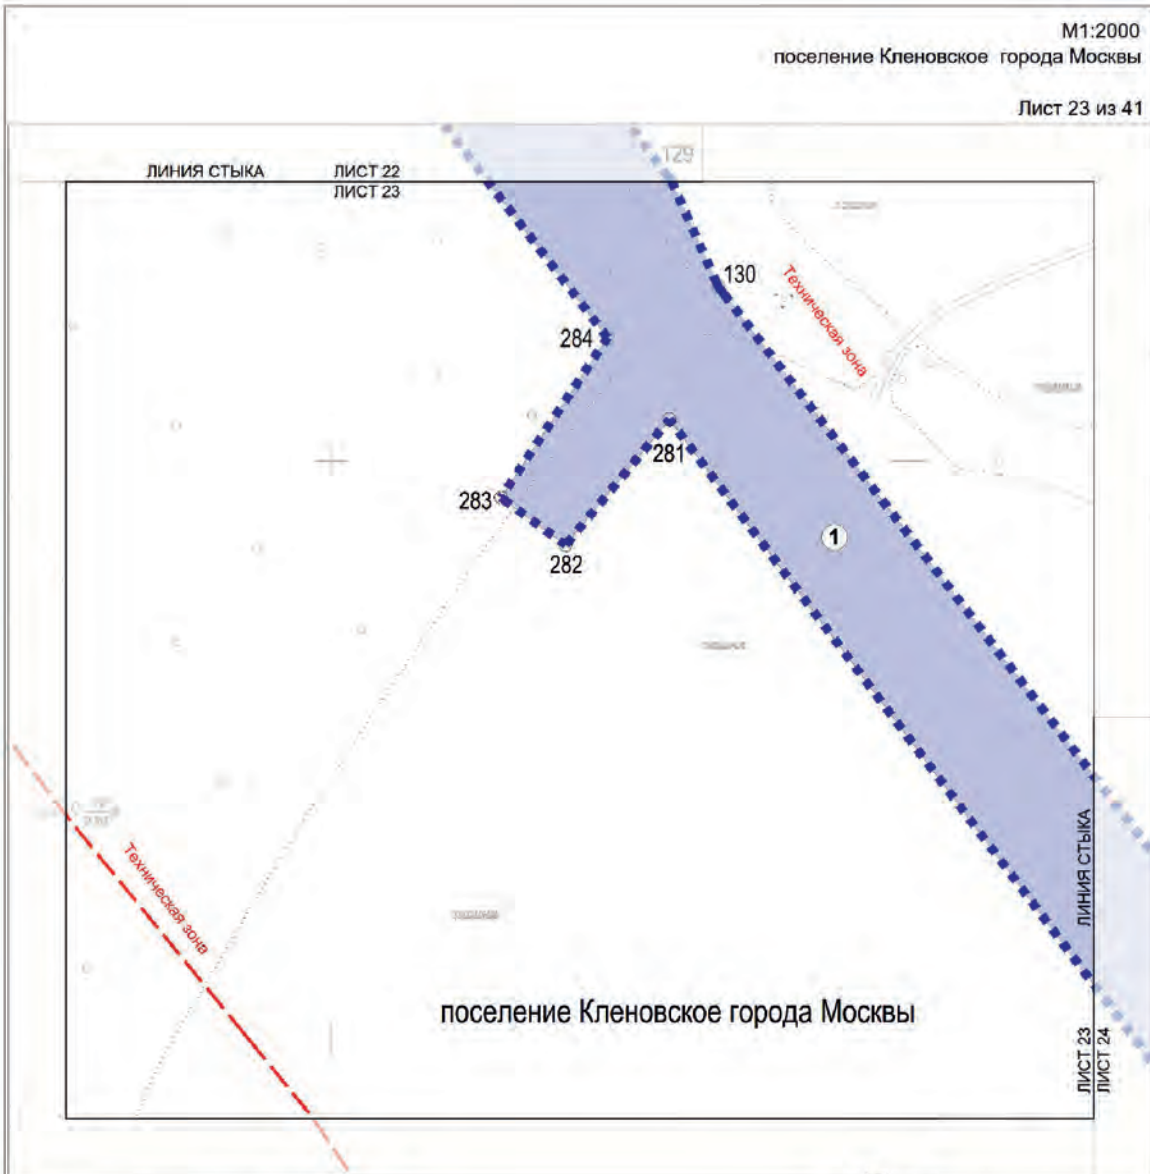 М1:2000
поселение Кленовское города Москвы
Лист 23 из 41
129
ЛИНИЯ СТЫКА ЛИСТ 22
ЛИСТ 23
130
Техническая зона
284
281
283
282
1
ЛИНИЯ СТЫКА
Техническая зона
поселение Кленовское города Москвы
ЛИСТ 23
ЛИСТ 24